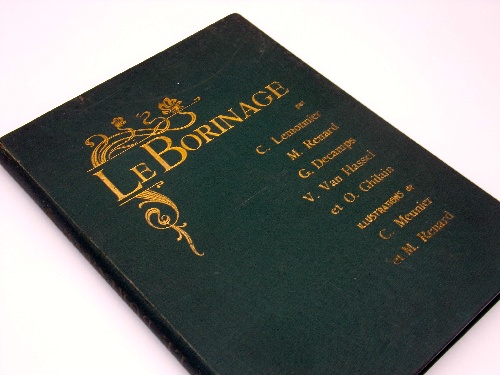 LE BORINAGE
PAR
C. Lemonnier
M. Renard
G. Decamps
V. Van Hassel
et O. Ghilain
ILLUSTRATIONS de
C. Meunier
et M. Renard